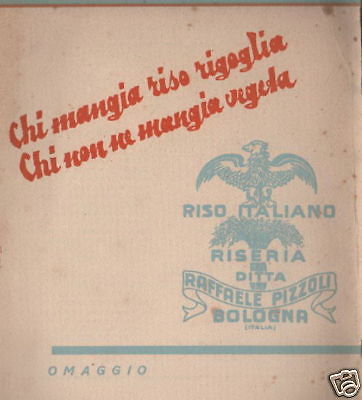 Chi mangia riso rigoglia
Chi non ne mangia vegeta
RISO ITALIANO
RISERIA
DITTA
RAFFAELE PIZZOLI
BOLOGNA
(ITALIA)
OMAGGIO